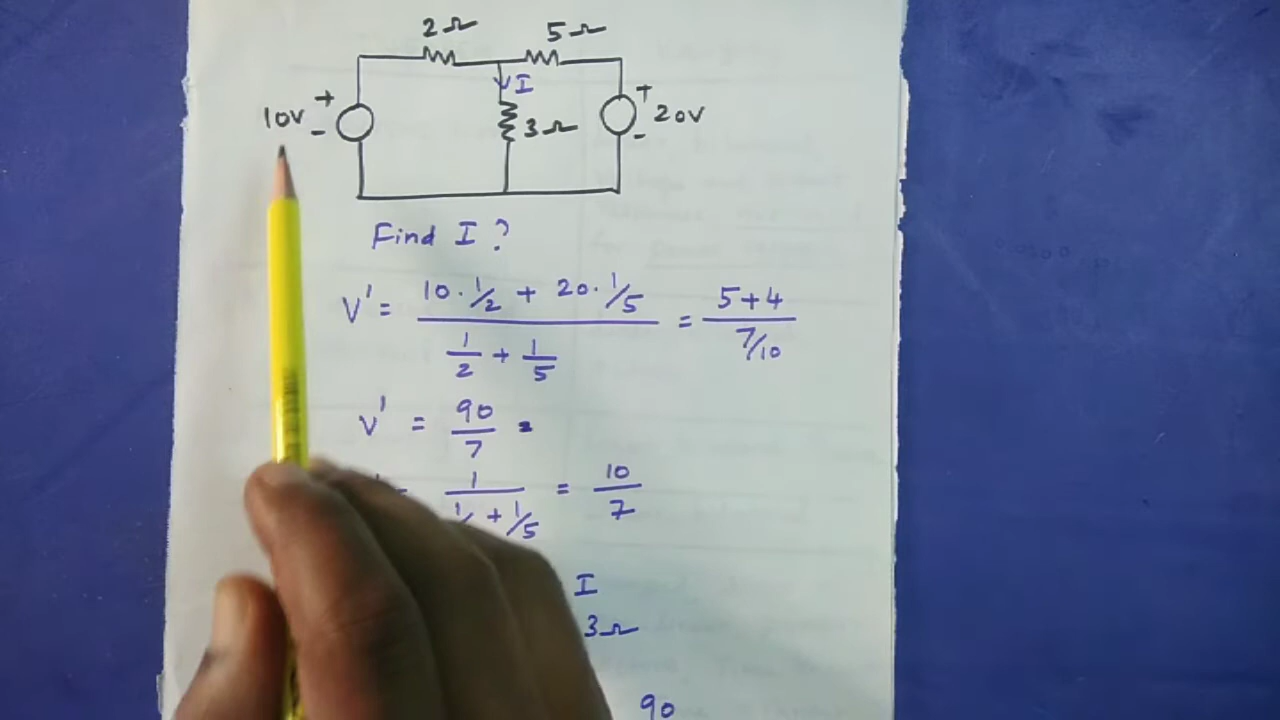 2Ω 5Ω
I
10V + - 3Ω + - 20V
Find I ?
V' = 10 . 1/2 + 20 . 1/5 / 1/2 + 1/5 = 5+4 / 7/10
V' = 90/7
= 1 / 1/ + 1/5 = 10/7
I
3Ω
90